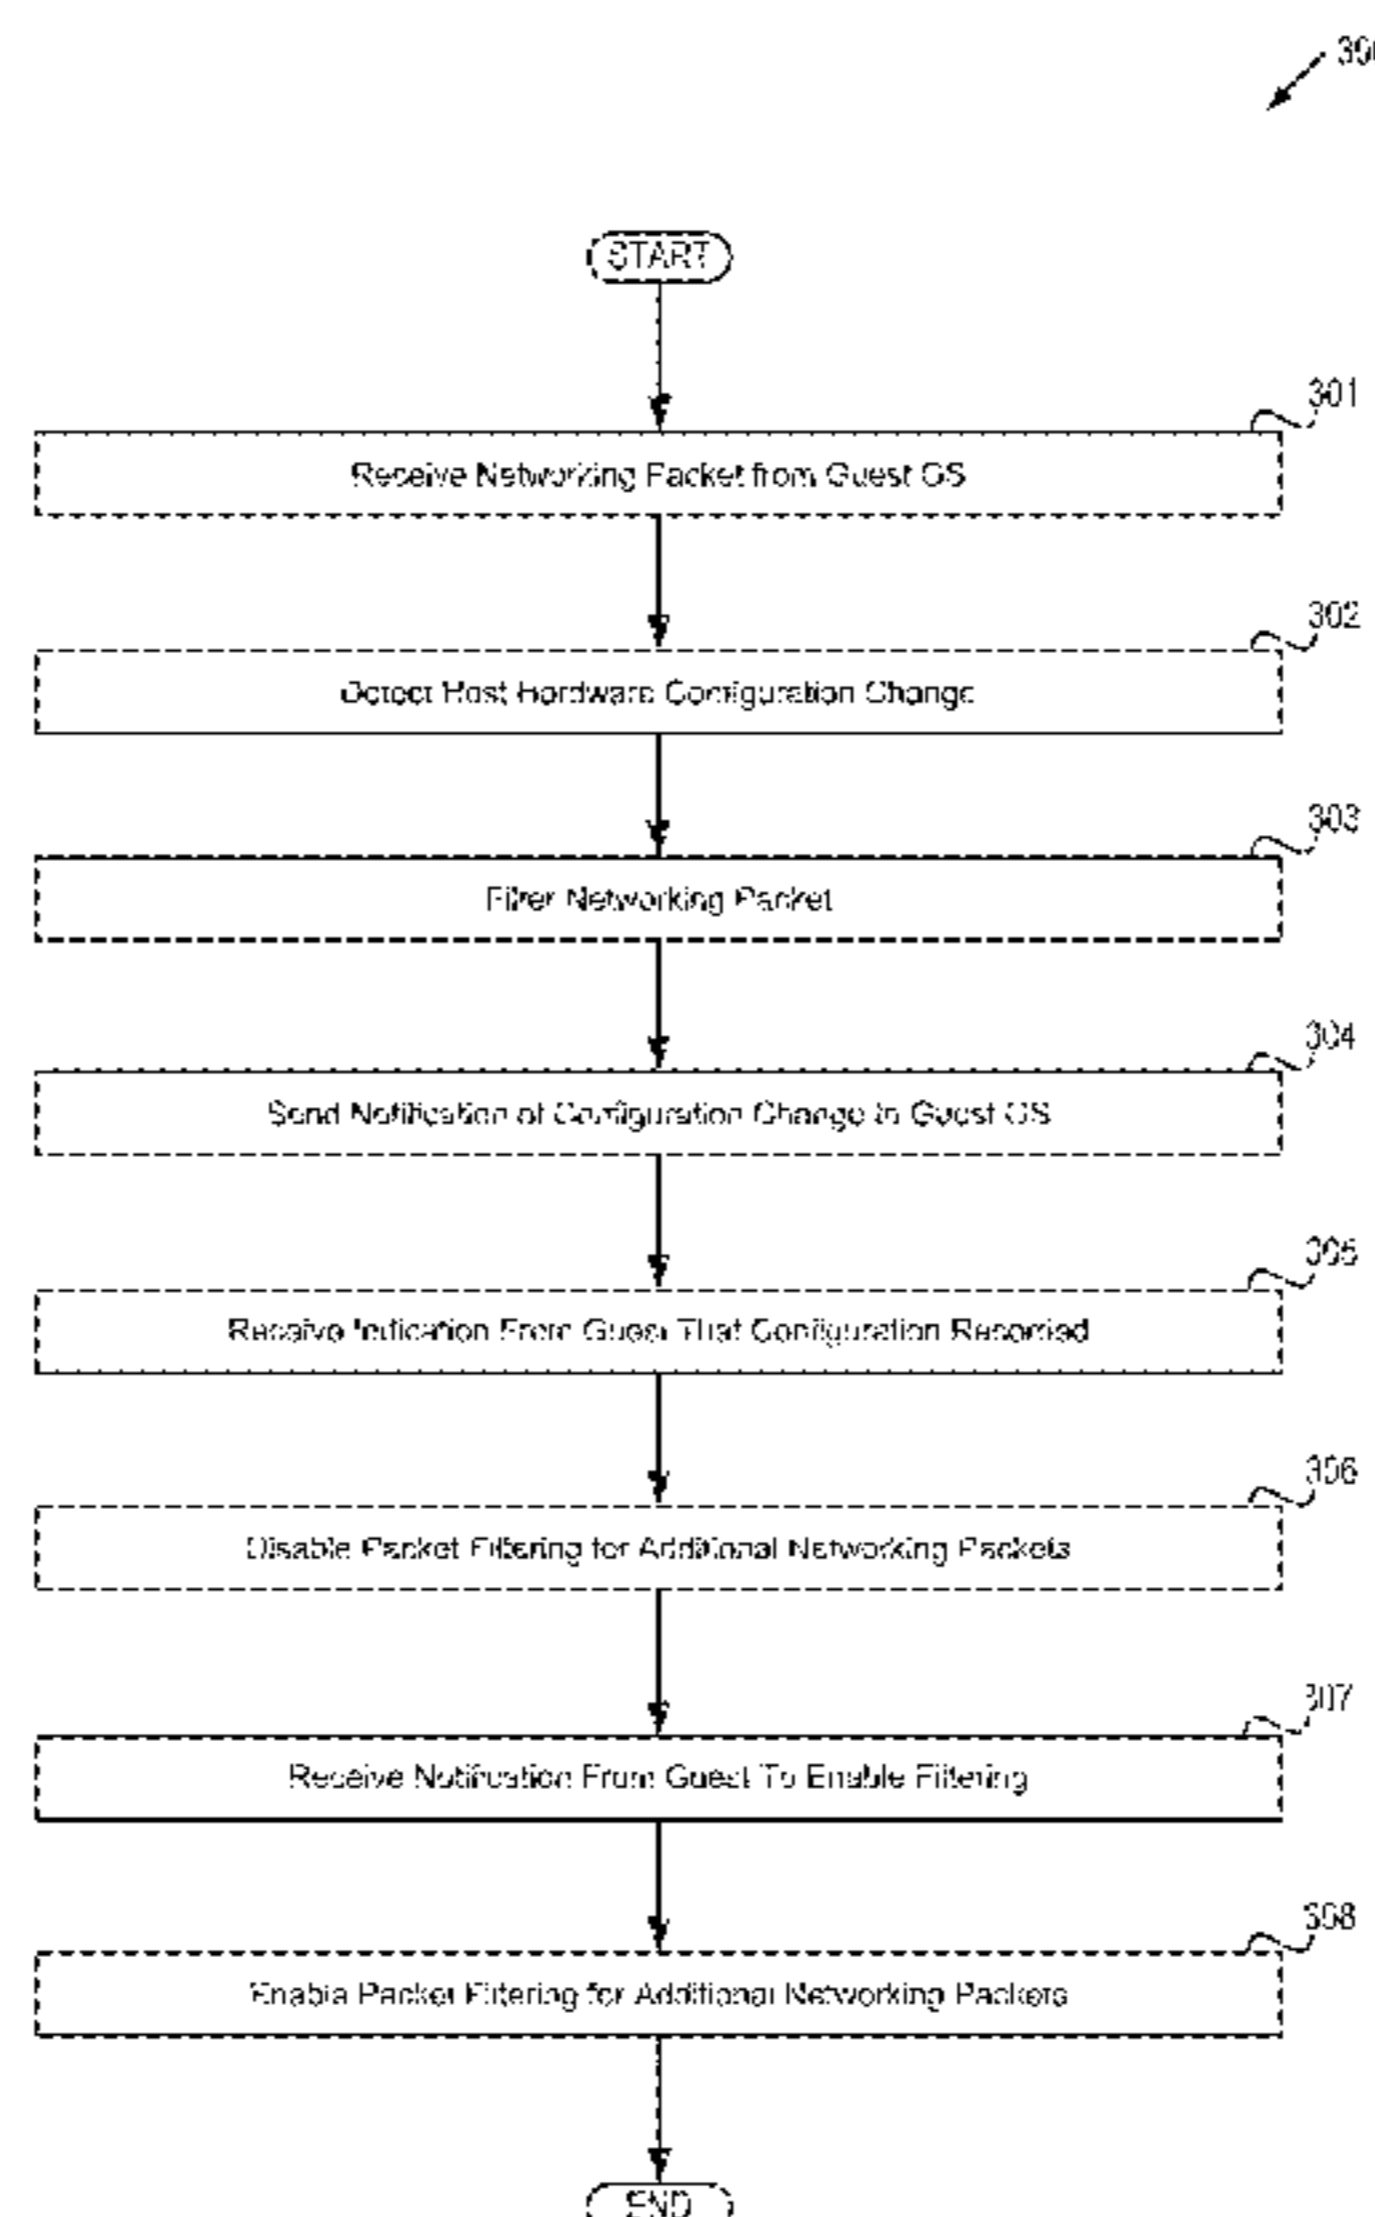 START
301
Receive Networking Packet from Guest OS
302
Detect Host Hardware Configuration Change
303
Filter Networking Packet
304
Send Notification of Configuration Change to Guest OS
305
Receive Indication From Guest That Configuration Recorded
306
Disable Packet Filtering for Additional Networking Packets
307
Receive Notification From Guest To Enable Filtering
308
Enable Packet Filtering for Additional Networking Packets
END